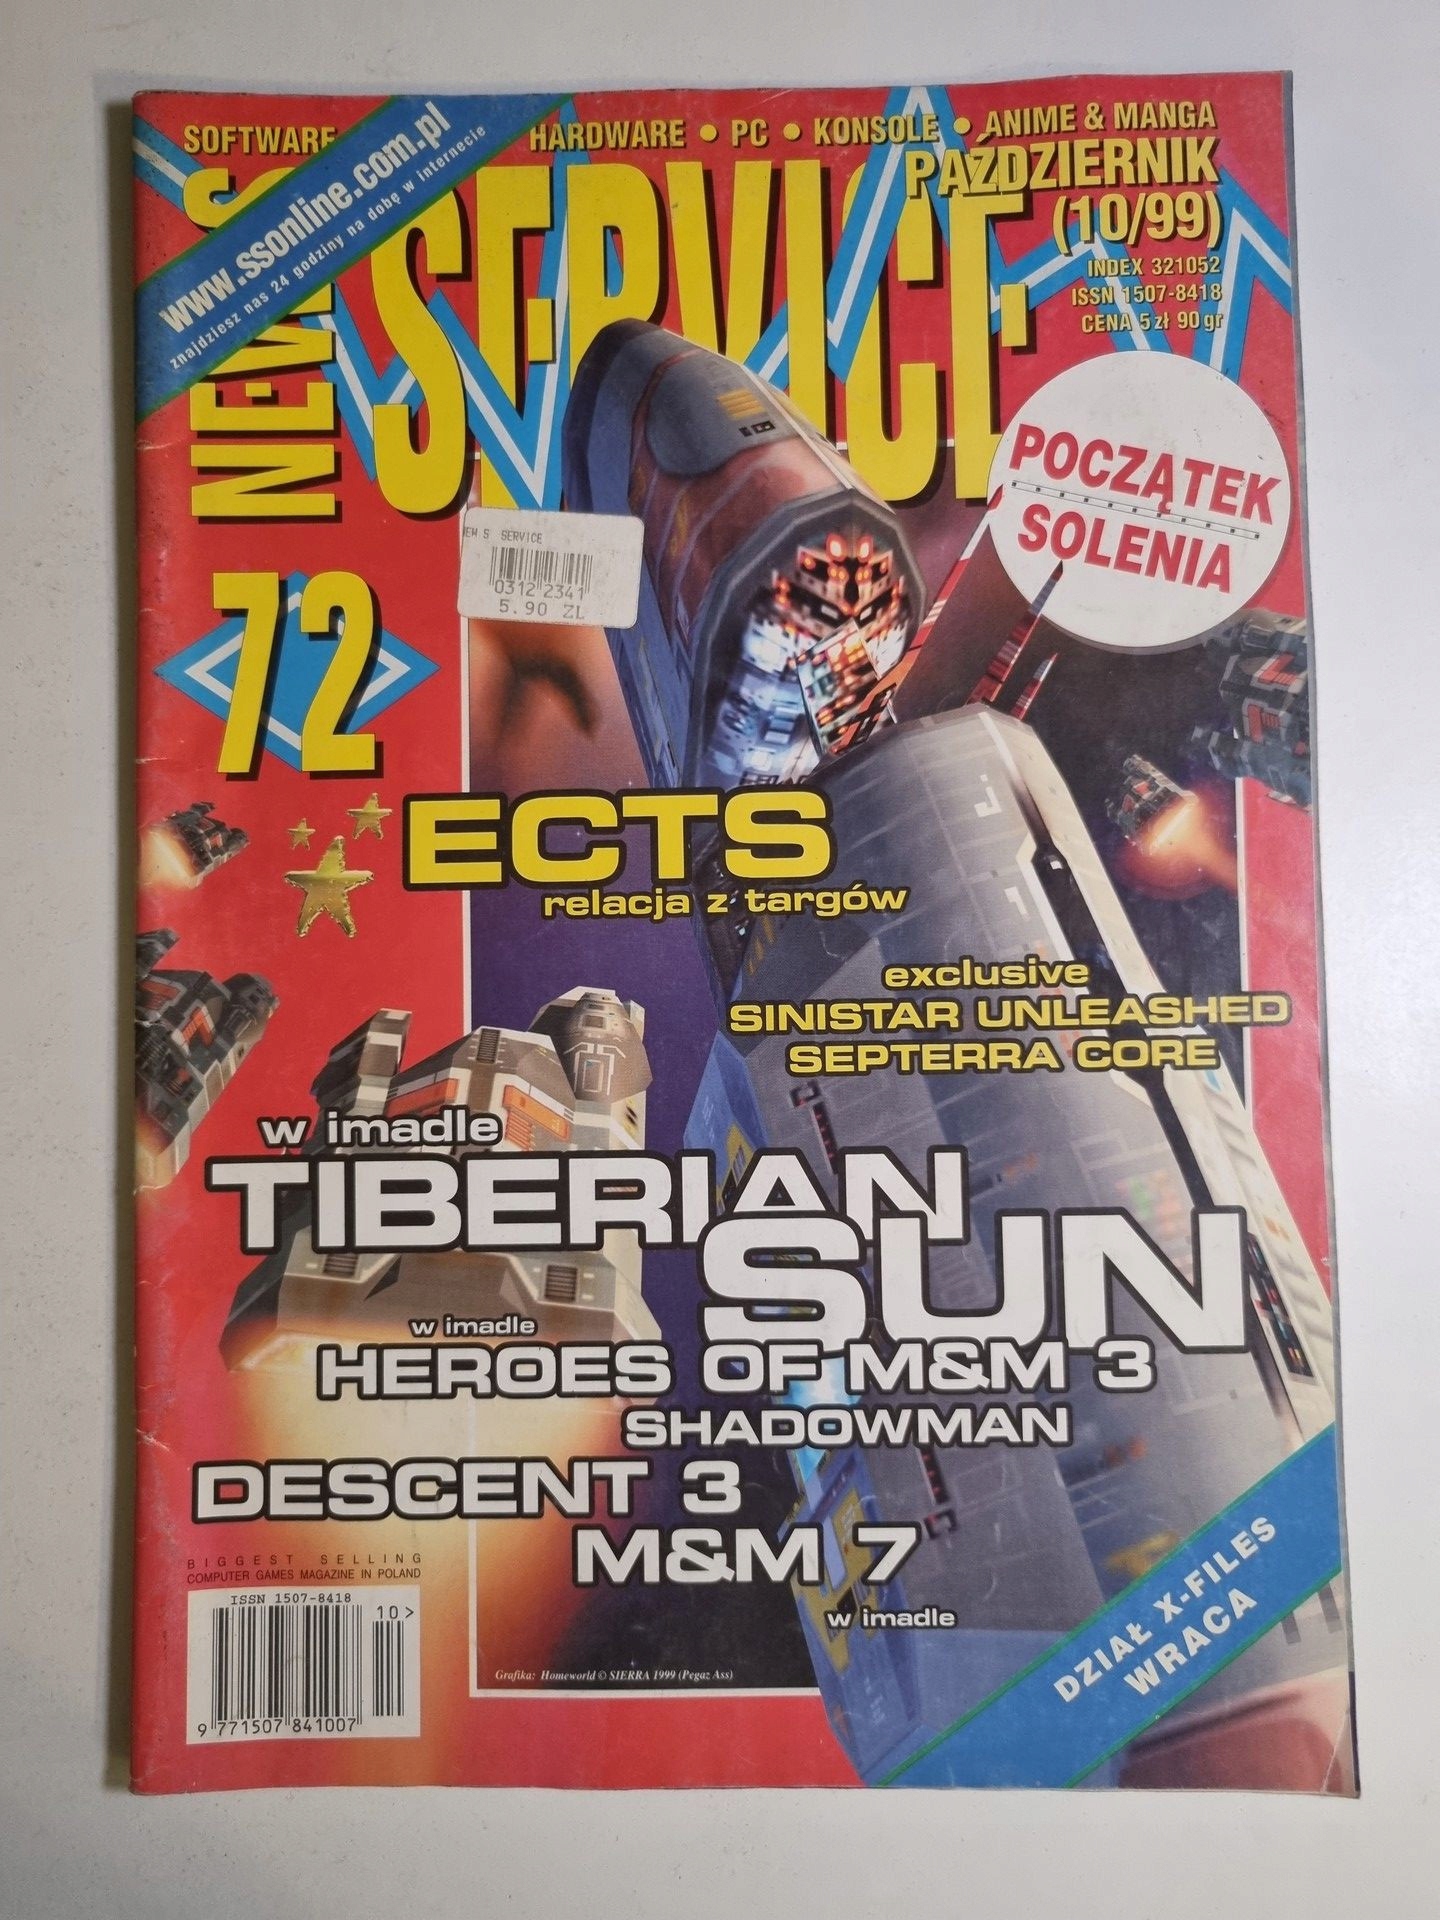 SOFTWARE
HARDWARE • PC • KONSOLE • ANIME & MANGA
www.ssonline.com.pl
znajdziesz nas 24 godziny na dobę w internecie
NEW S SERVICE
PAŹDZIERNIK
(10/99)
INDEX 321052
ISSN 1507-8418
CENA 5 zł 90 gr
POCZĄTEK
SOLENIA
EW S SERVICE
0312 2341
5.90 ZL
72
ECTS
relacja z targów
exclusive
SINISTAR UNLEASHED
SEPTERRA CORE
w imadle
TIBERIAN
SUN
w imadle
HEROES OF M&M 3
SHADOWMAN
DESCENT 3
M&M 7
w imadle
BIGGEST SELLING
COMPUTER GAMES MAGAZINE IN POLAND
ISSN 1507-8418
10>
9 771507 841007
Grafika: Homeworld © SIERRA 1999 (Pegaz Ass)
DZIAŁ X-FILES
WRACA